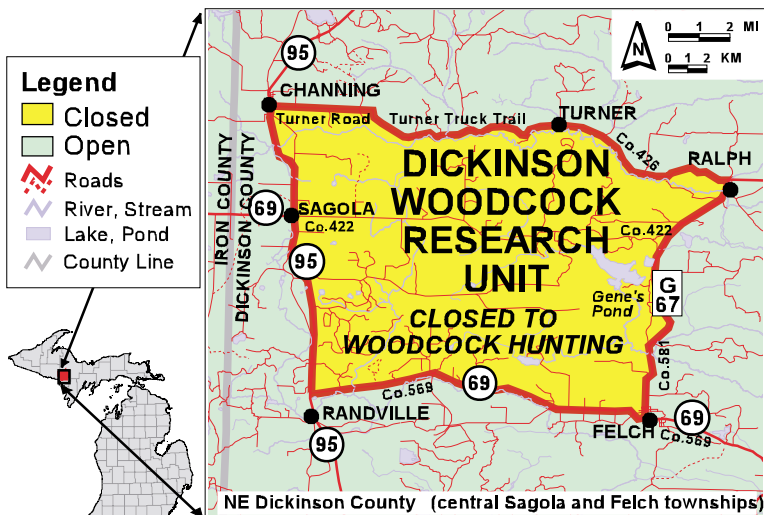 Legend
Closed
Open
Roads
River, Stream
Lake, Pond
County Line
0 1 2 MI
0 1 2 KM
N
95
CHANNING
Turner Road
Turner Truck Trail
TURNER
Co.426
RALPH
IRON COUNTY
DICKINSON COUNTY
69
SAGOLA
Co.422
95
DICKINSON
WOODCOCK
RESEARCH
UNIT
CLOSED TO
WOODCOCK HUNTING
Co.422
Gene's
Pond
G
67
Co.581
Co.569
69
RANDVILLE
95
FELCH
69
Co.569
NE Dickinson County (central Sagola and Felch townships)